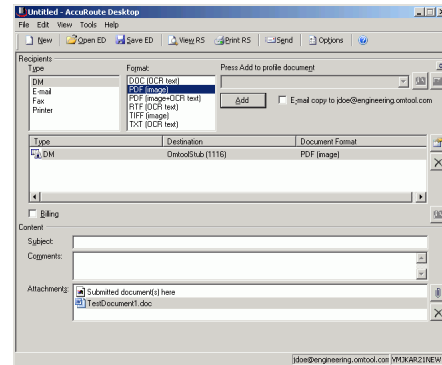 Untitled - AccuRoute Desktop
File Edit View Tools Help
New Open ED Save ED View RS Print RS Send Options
Recipients
Type Format: Press Add to profile document
DM
E-mail
Fax
Printer
DOC (OCR text)
PDF (image)
PDF (image+OCR text)
RTF (OCR text)
TIFF (image)
TXT (OCR text)
Add E-mail copy to jdoe@engineering.omtool.com
Type Destination Document Format
DM OmtoolStub (1116) PDF (image)
Billing
Content
Subject:
Comments:
Attachments: Submitted document(s) here
TestDocument1.doc
jdoe@engineering.omtool.com VMJKAR21NEW